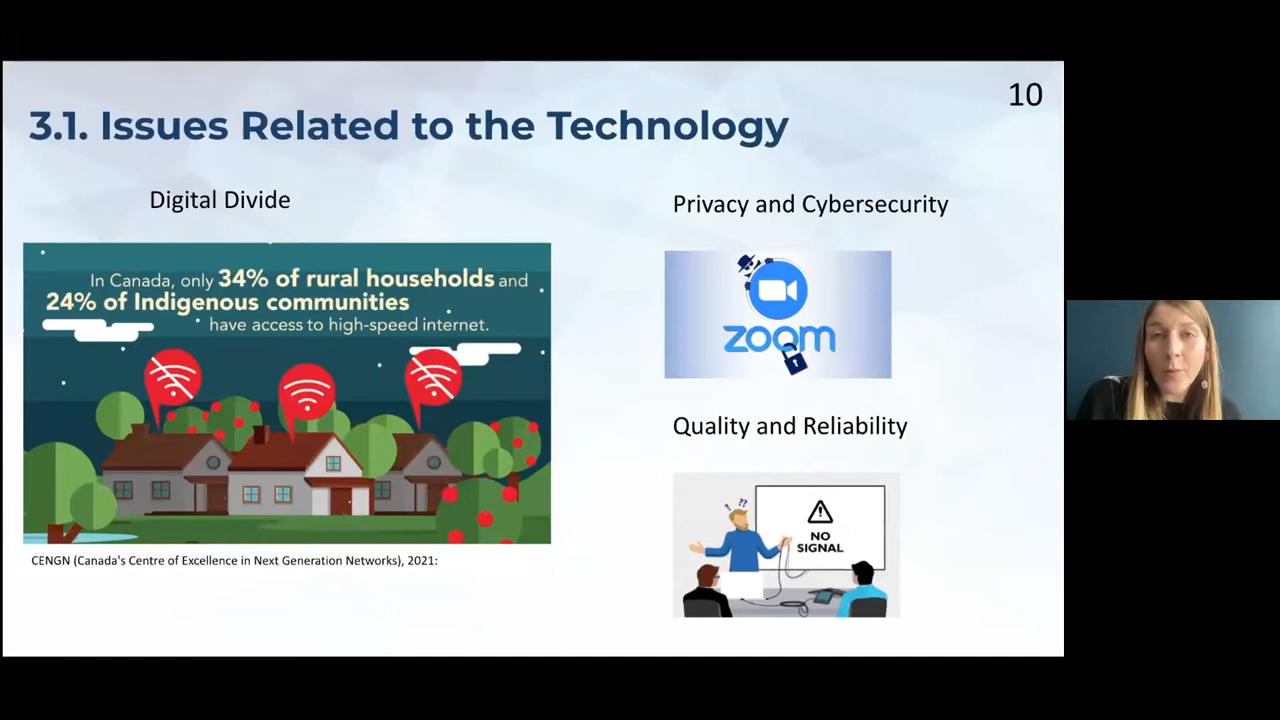 10
3.1. Issues Related to the Technology
Digital Divide
In Canada, only 34% of rural households and
24% of Indigenous communities
have access to high-speed internet.
CENGN (Canada's Centre of Excellence in Next Generation Networks), 2021:
Privacy and Cybersecurity
zoom
Quality and Reliability
? ??
NO
SIGNAL